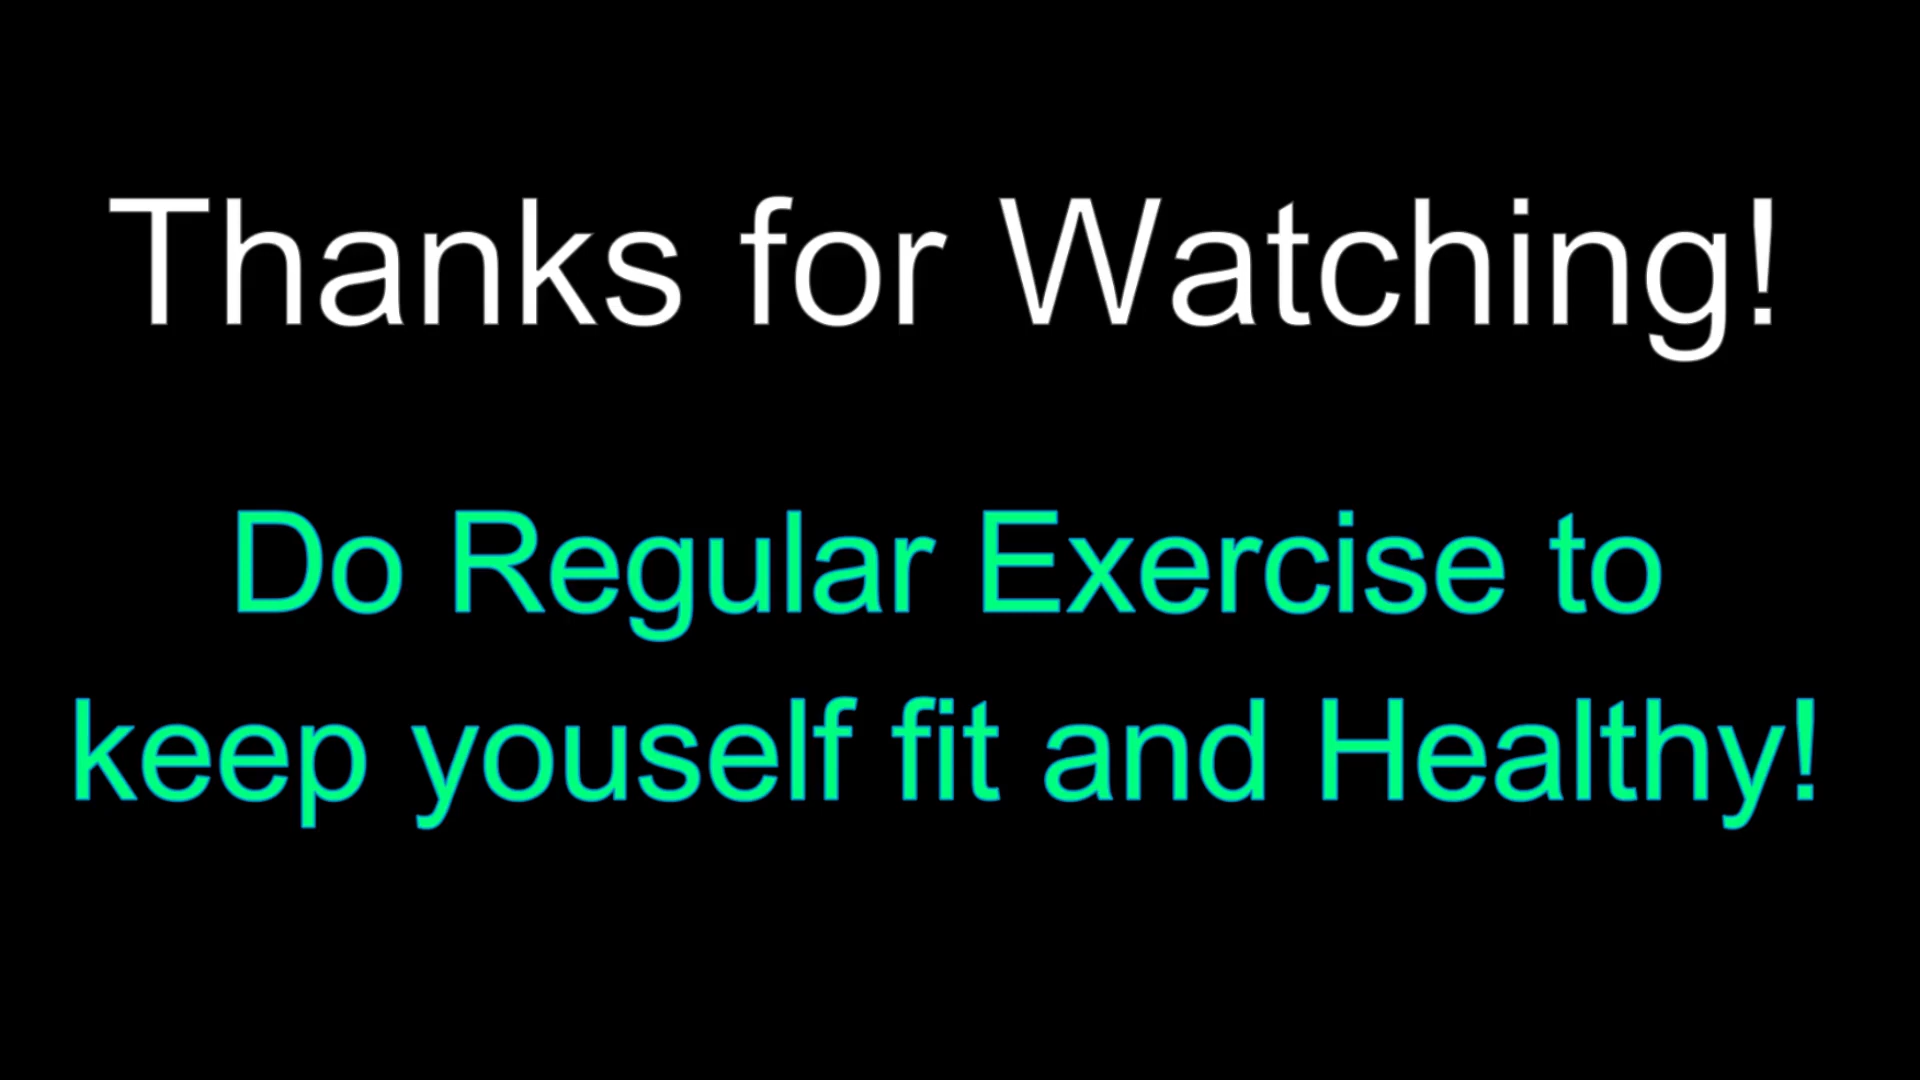 Thanks for Watching!
Do Regular Exercise to
keep youself fit and Healthy!